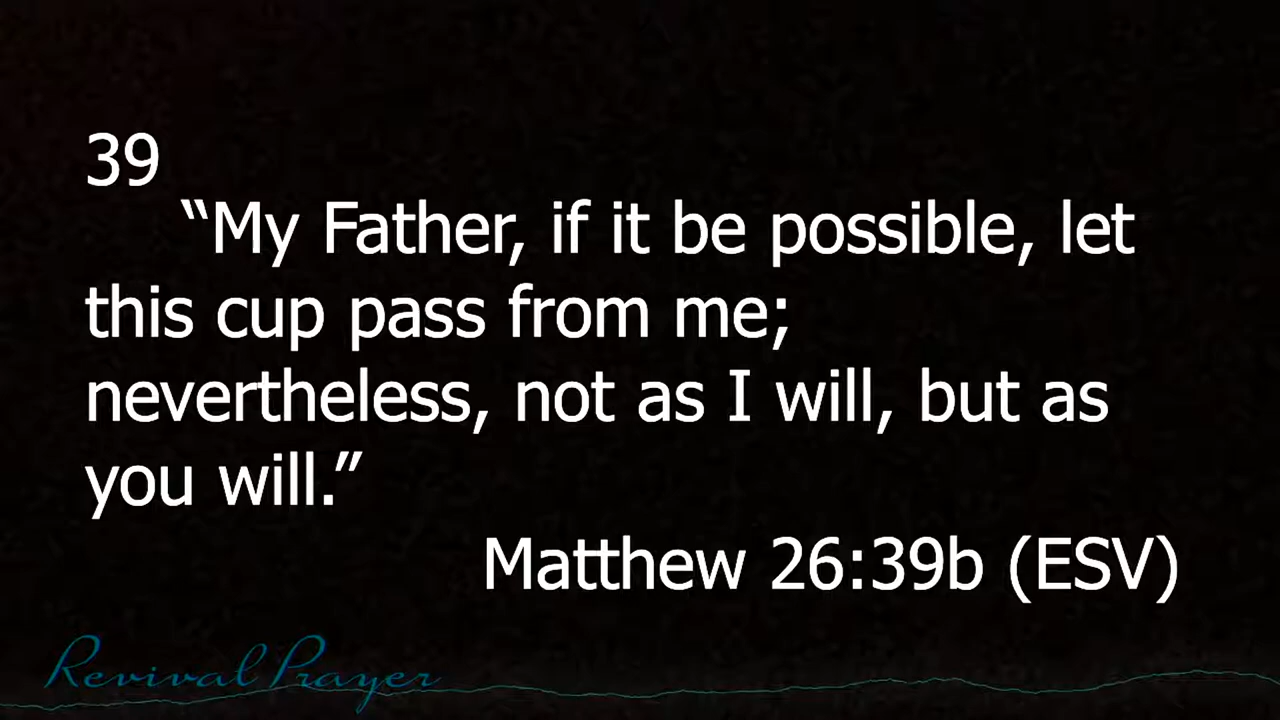 39
“My Father, if it be possible, let
this cup pass from me;
nevertheless, not as I will, but as
you will.”
Matthew 26:39b (ESV)
Revival Prayer